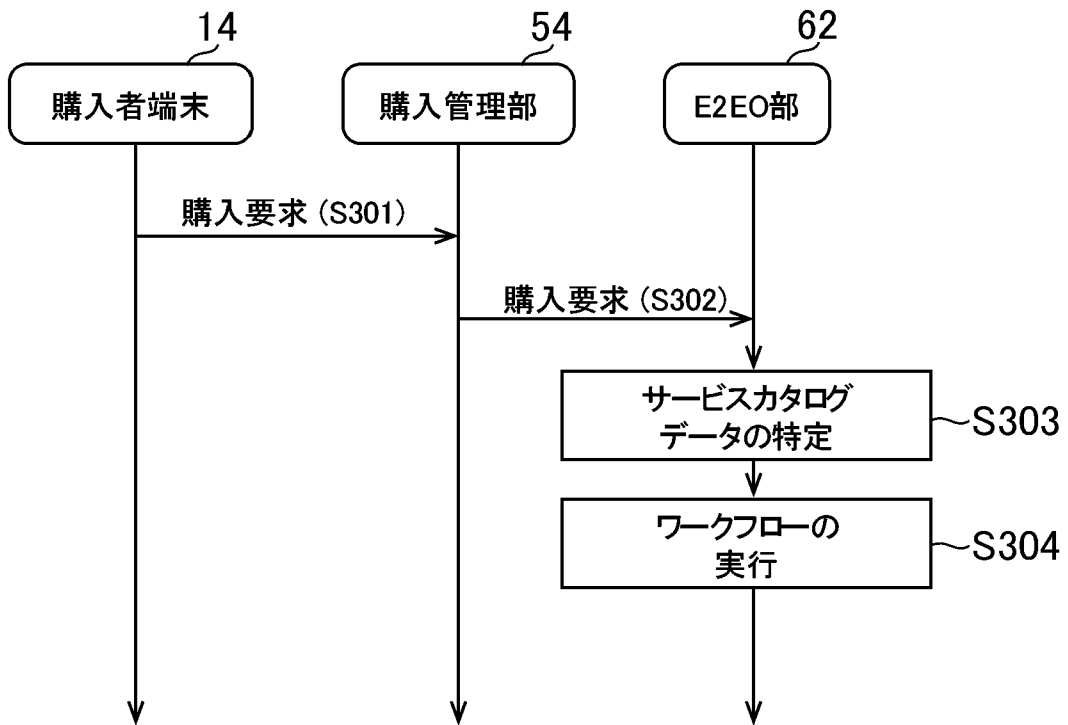 14
54
62
購入者端末
購入管理部
E2EO部
購入要求 (S301)
購入要求 (S302)
サービスカタログ
データの特定
S303
ワークフローの
実行
S304